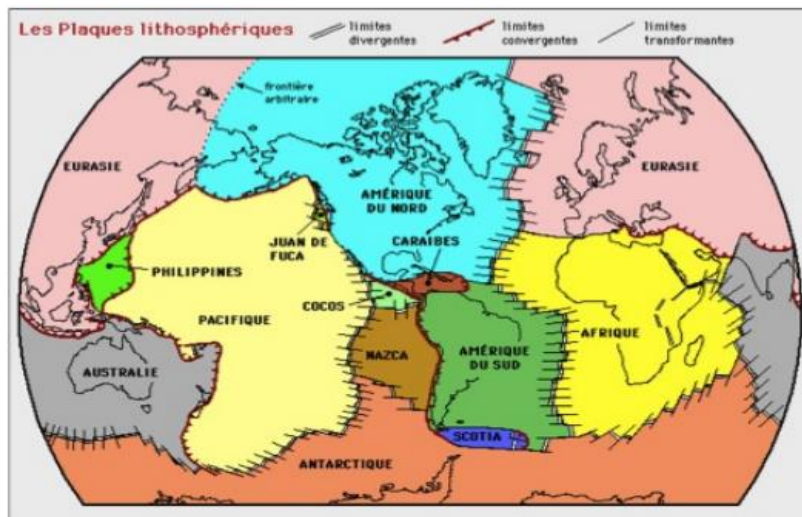 Les Plaques lithosphériques
limites
divergentes
limites
convergentes
limites
transformantes
frontière
arbitraire
EURASIE
EURASIE
AMÉRIQUE
DU NORD
JUAN DE
FUCA
CARAIBES
PHILIPPINES
COCOS
PACIFIQUE
AFRIQUE
NAZCA
AMÉRIQUE
DU SUD
AUSTRALIE
SCOTIA
ANTARCTIQUE